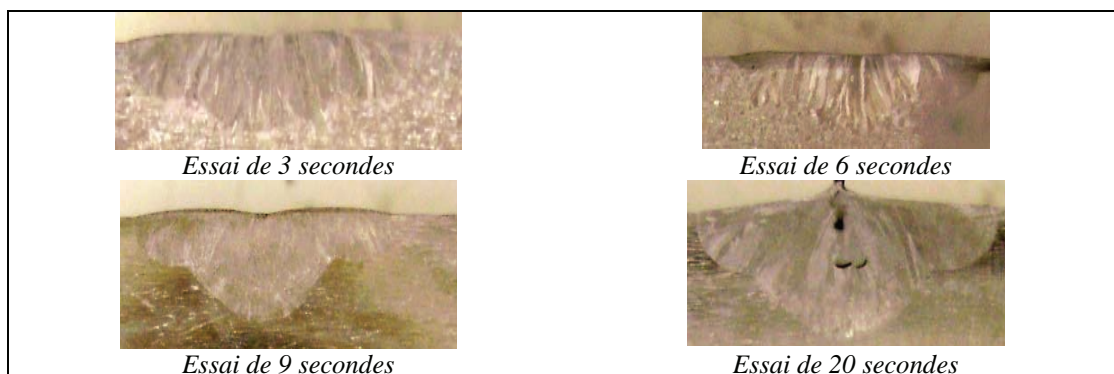 Essai de 3 secondes
Essai de 6 secondes
Essai de 9 secondes
Essai de 20 secondes